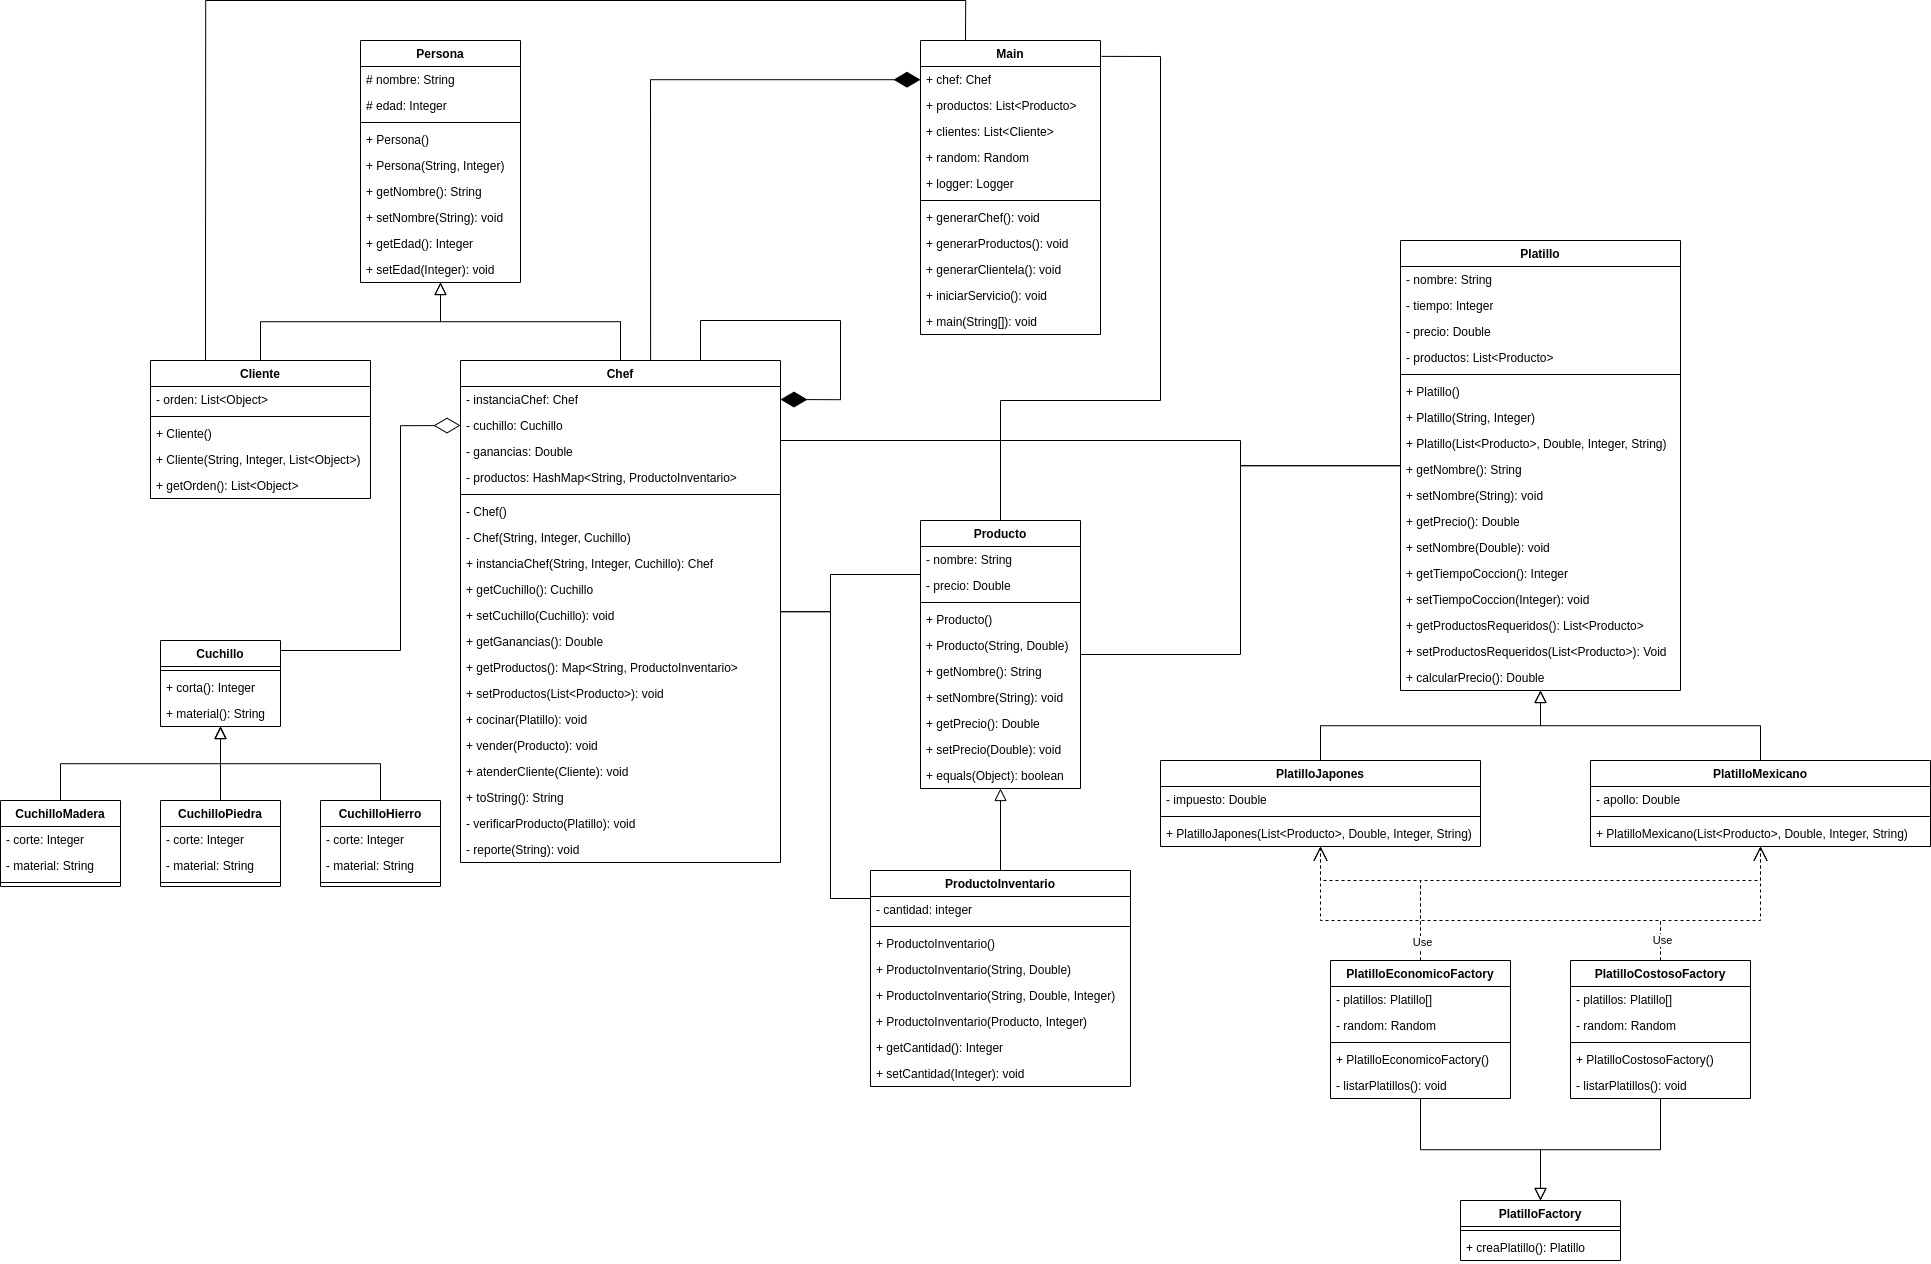 Persona
# nombre: String
# edad: Integer
+ Persona()
+ Persona(String, Integer)
+ getNombre(): String
+ setNombre(String): void
+ getEdad(): Integer
+ setEdad(Integer): void
Main
+ chef: Chef
+ productos: List<Producto>
+ clientes: List<Cliente>
+ random: Random
+ logger: Logger
+ generarChef(): void
+ generarProductos(): void
+ generarClientela(): void
+ iniciarServicio(): void
+ main(String[]): void
Platillo
- nombre: String
- tiempo: Integer
- precio: Double
- productos: List<Producto>
+ Platillo()
+ Platillo(String, Integer)
+ Platillo(List<Producto>, Double, Integer, String)
+ getNombre(): String
+ setNombre(String): void
+ getPrecio(): Double
+ setNombre(Double): void
+ getTiempoCoccion(): Integer
+ setTiempoCoccion(Integer): void
+ getProductosRequeridos(): List<Producto>
+ setProductosRequeridos(List<Producto>): Void
+ calcularPrecio(): Double
Cliente
- orden: List<Object>
+ Cliente()
+ Cliente(String, Integer, List<Object>)
+ getOrden(): List<Object>
Chef
- instanciaChef: Chef
- cuchillo: Cuchillo
- ganancias: Double
- productos: HashMap<String, ProductoInventario>
- Chef()
- Chef(String, Integer, Cuchillo)
+ instanciaChef(String, Integer, Cuchillo): Chef
+ getCuchillo(): Cuchillo
+ setCuchillo(Cuchillo): void
+ getGanancias(): Double
+ getProductos(): Map<String, ProductoInventario>
+ setProductos(List<Producto>): void
+ cocinar(Platillo): void
+ vender(Producto): void
+ atenderCliente(Cliente): void
+ toString(): String
- verificarProducto(Platillo): void
- reporte(String): void
Producto
- nombre: String
- precio: Double
+ Producto()
+ Producto(String, Double)
+ getNombre(): String
+ setNombre(String): void
+ getPrecio(): Double
+ setPrecio(Double): void
+ equals(Object): boolean
Cuchillo
+ corta(): Integer
+ material(): String
CuchilloMadera
- corte: Integer
- material: String
CuchilloPiedra
- corte: Integer
- material: String
CuchilloHierro
- corte: Integer
- material: String
ProductoInventario
- cantidad: integer
+ ProductoInventario()
+ ProductoInventario(String, Double)
+ ProductoInventario(String, Double, Integer)
+ ProductoInventario(Producto, Integer)
+ getCantidad(): Integer
+ setCantidad(Integer): void
PlatilloJapones
- impuesto: Double
+ PlatilloJapones(List<Producto>, Double, Integer, String)
PlatilloMexicano
- apollo: Double
+ PlatilloMexicano(List<Producto>, Double, Integer, String)
Use
Use
PlatilloEconomicoFactory
- platillos: Platillo[]
- random: Random
+ PlatilloEconomicoFactory()
- listarPlatillos(): void
PlatilloCostosoFactory
- platillos: Platillo[]
- random: Random
+ PlatilloCostosoFactory()
- listarPlatillos(): void
PlatilloFactory
+ creaPlatillo(): Platillo